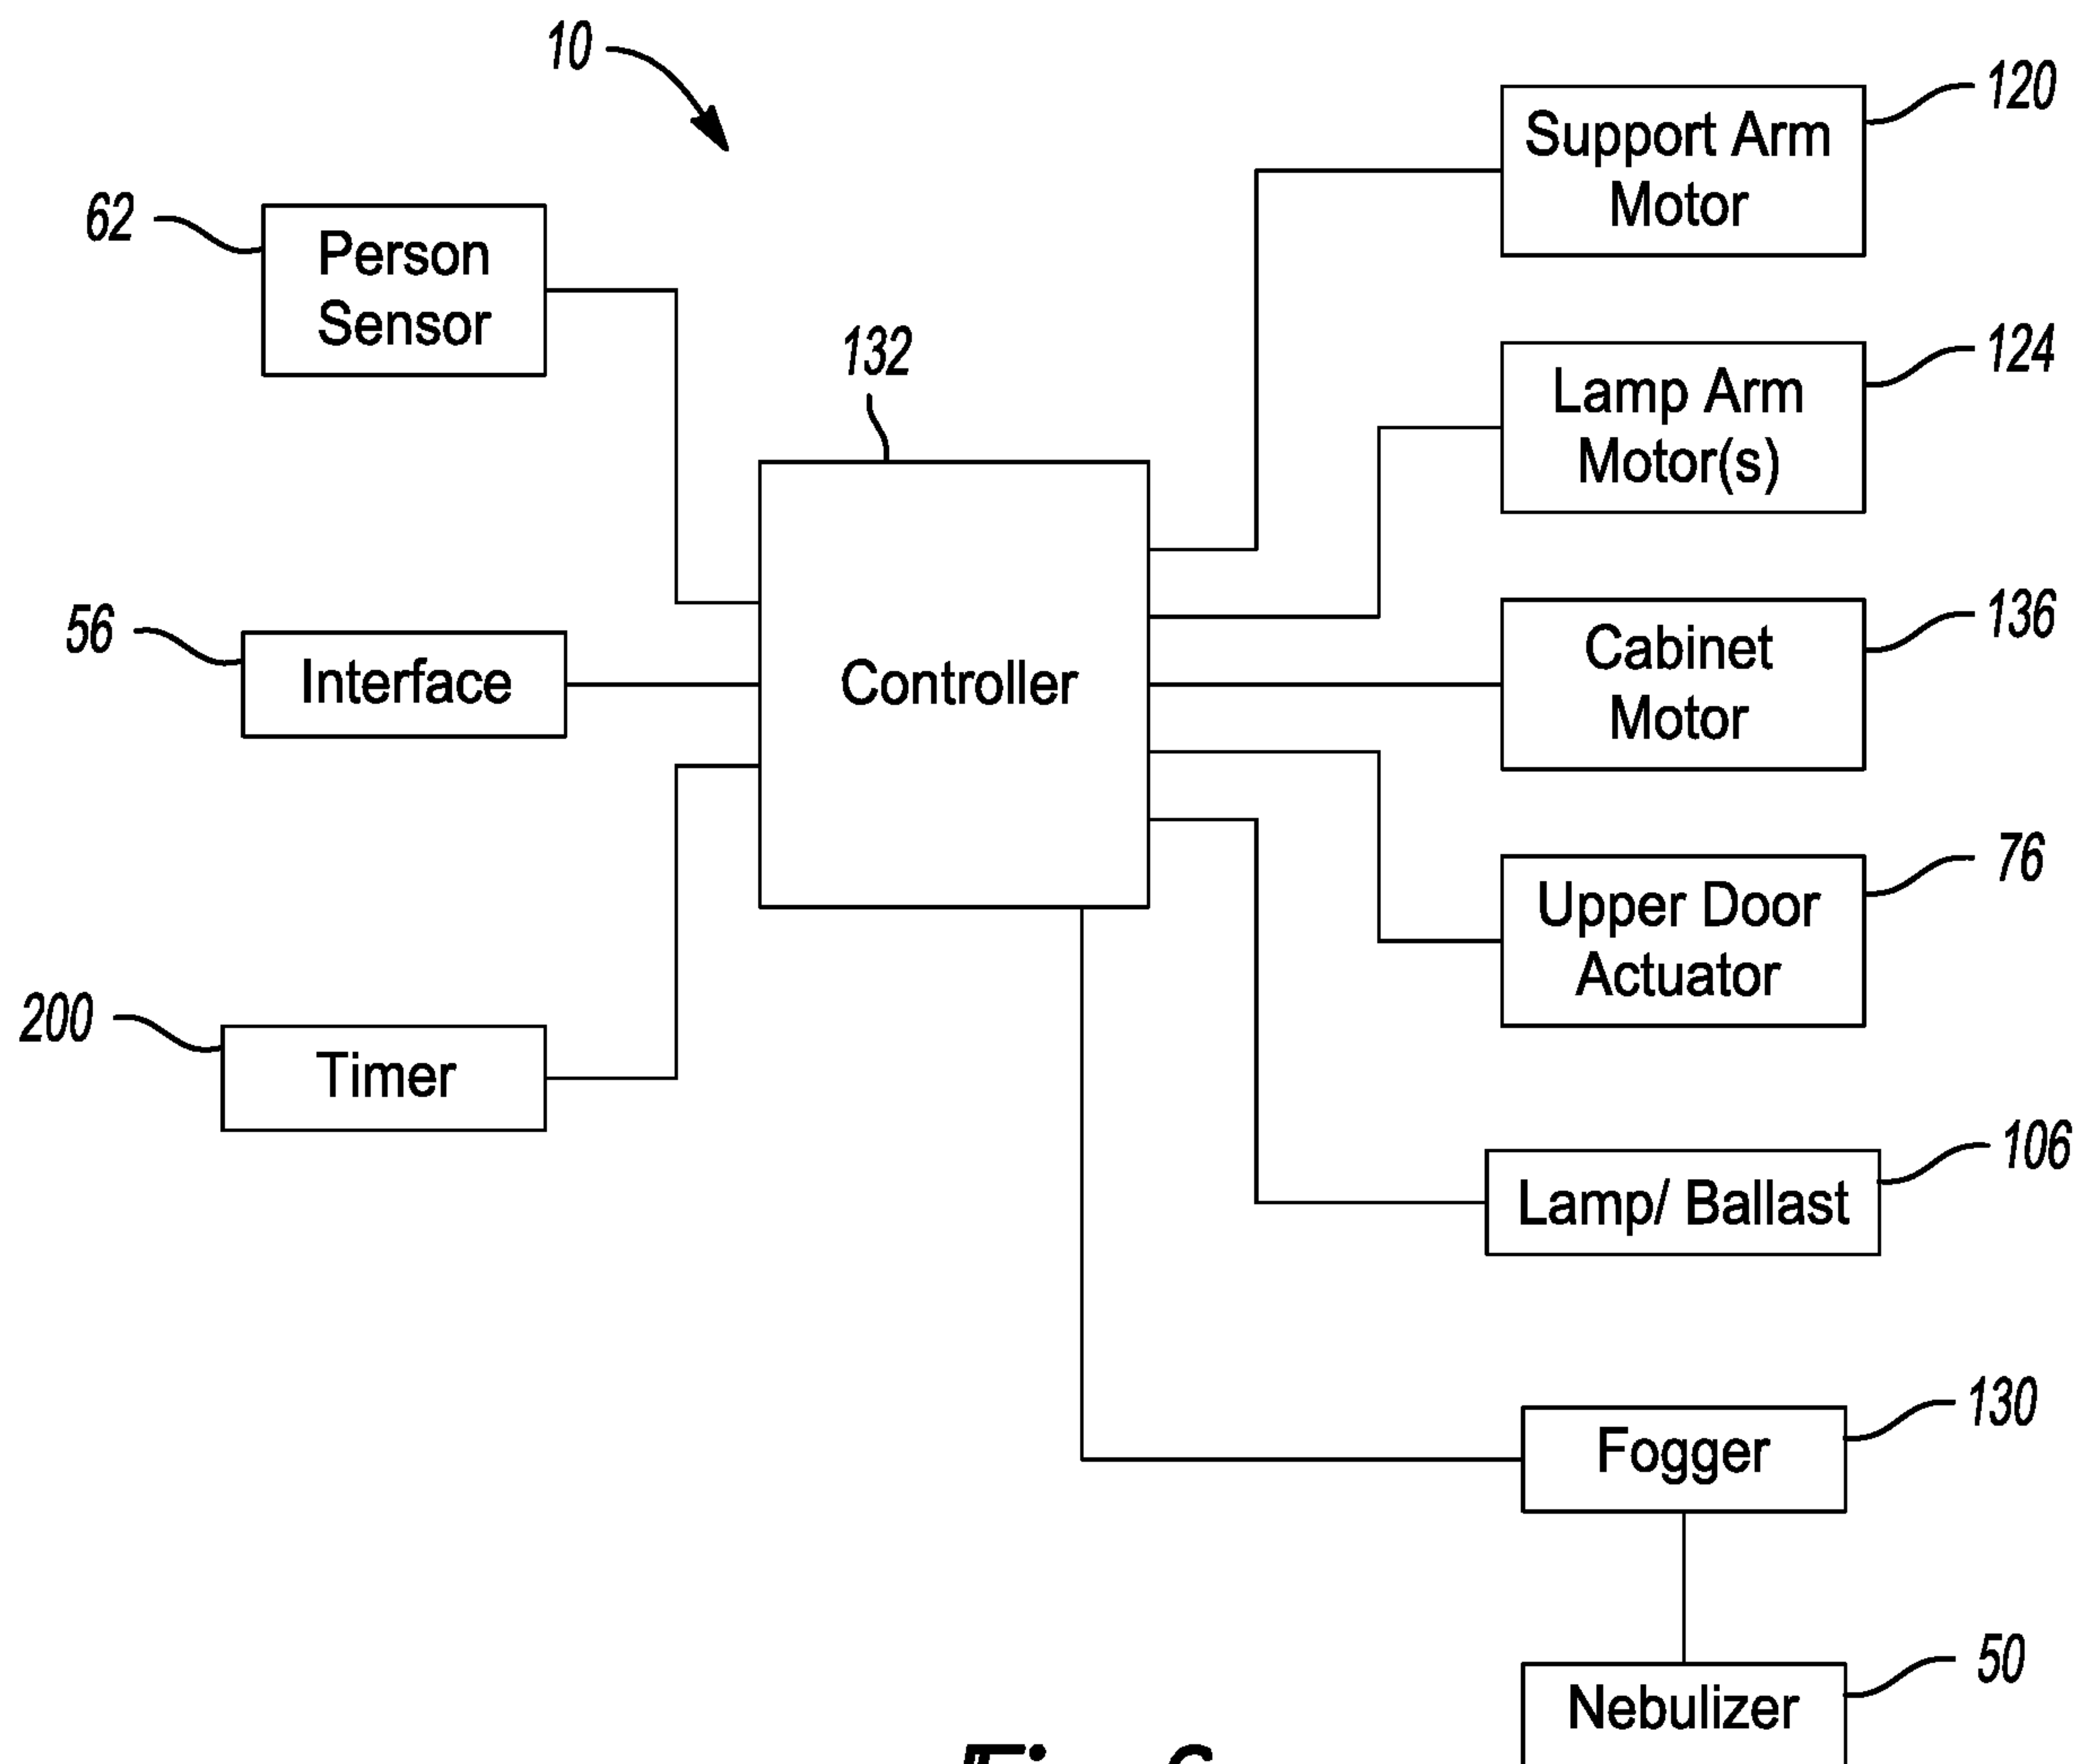 10
120
Support Arm
Motor
62
Person
Sensor
132
124
Lamp Arm
Motor(s)
56
Interface
Controller
136
Cabinet
Motor
76
Upper Door
Actuator
200
Timer
106
Lamp/ Ballast
130
Fogger
50
Nebulizer